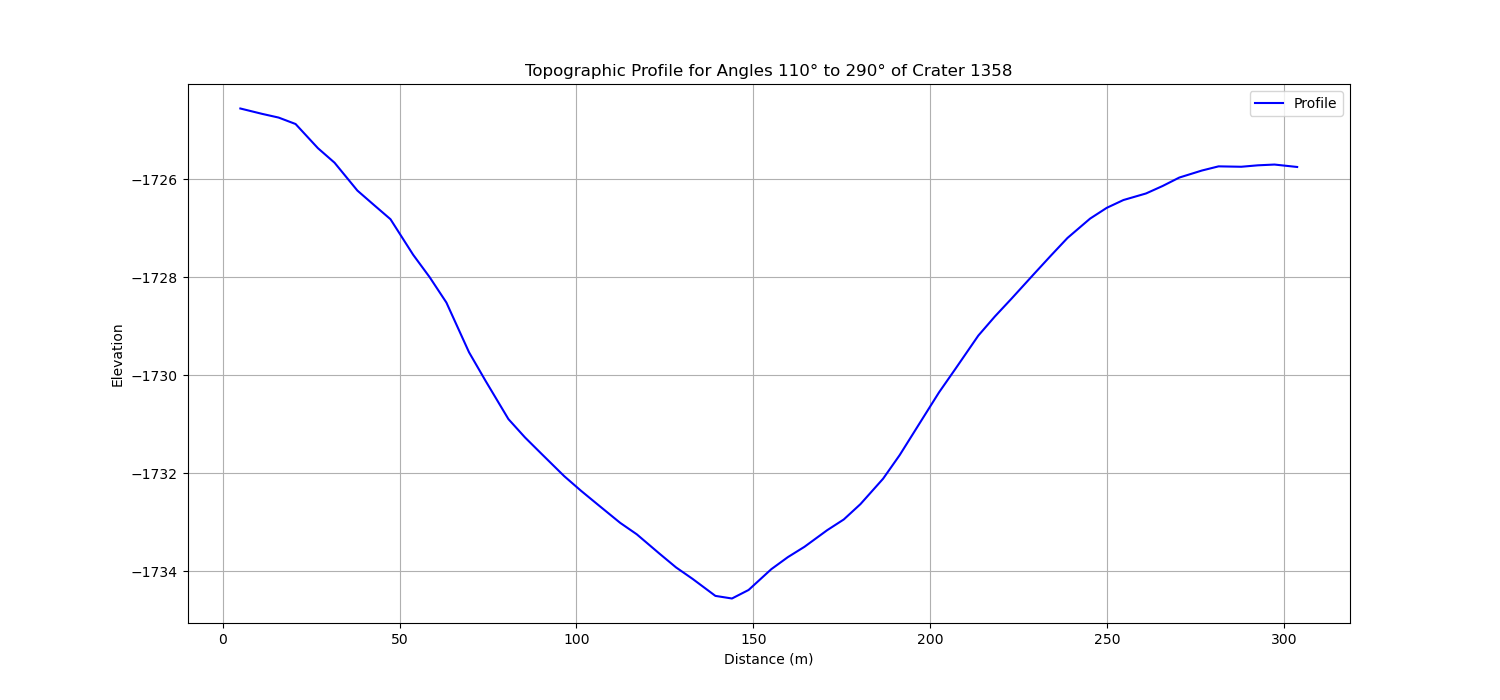 Topographic Profile for Angles 110° to 290° of Crater 1358
Profile
Elevation
−1726
−1728
−1730
−1732
−1734
0 50 100 150 200 250 300
Distance (m)